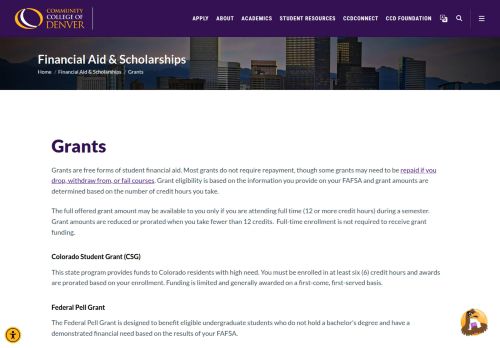 COMMUNITY
COLLEGE OF
DENVER
APPLY ABOUT ACADEMICS STUDENT RESOURCES CCDCONNECT CCD FOUNDATION
Financial Aid & Scholarships
Home / Financial Aid & Scholarships / Grants
Grants
Grants are free forms of student financial aid. Most grants do not require repayment, though some grants may need to be repaid if you
drop, withdraw from, or fail courses. Grant eligibility is based on the information you provide on your FAFSA and grant amounts are
determined based on the number of credit hours you take.
The full offered grant amount may be available to you only if you are attending full time (12 or more credit hours) during a semester.
Grant amounts are reduced or prorated when you take fewer than 12 credits. Full-time enrollment is not required to receive grant
funding.
Colorado Student Grant (CSG)
This state program provides funds to Colorado residents with high need. You must be enrolled in at least six (6) credit hours and awards
are prorated based on your enrollment. Funding is limited and generally awarded on a first-come, first-served basis.
Federal Pell Grant
The Federal Pell Grant is designed to benefit eligible undergraduate students who do not hold a bachelor's degree and have a
demonstrated financial need based on the results of your FAFSA.